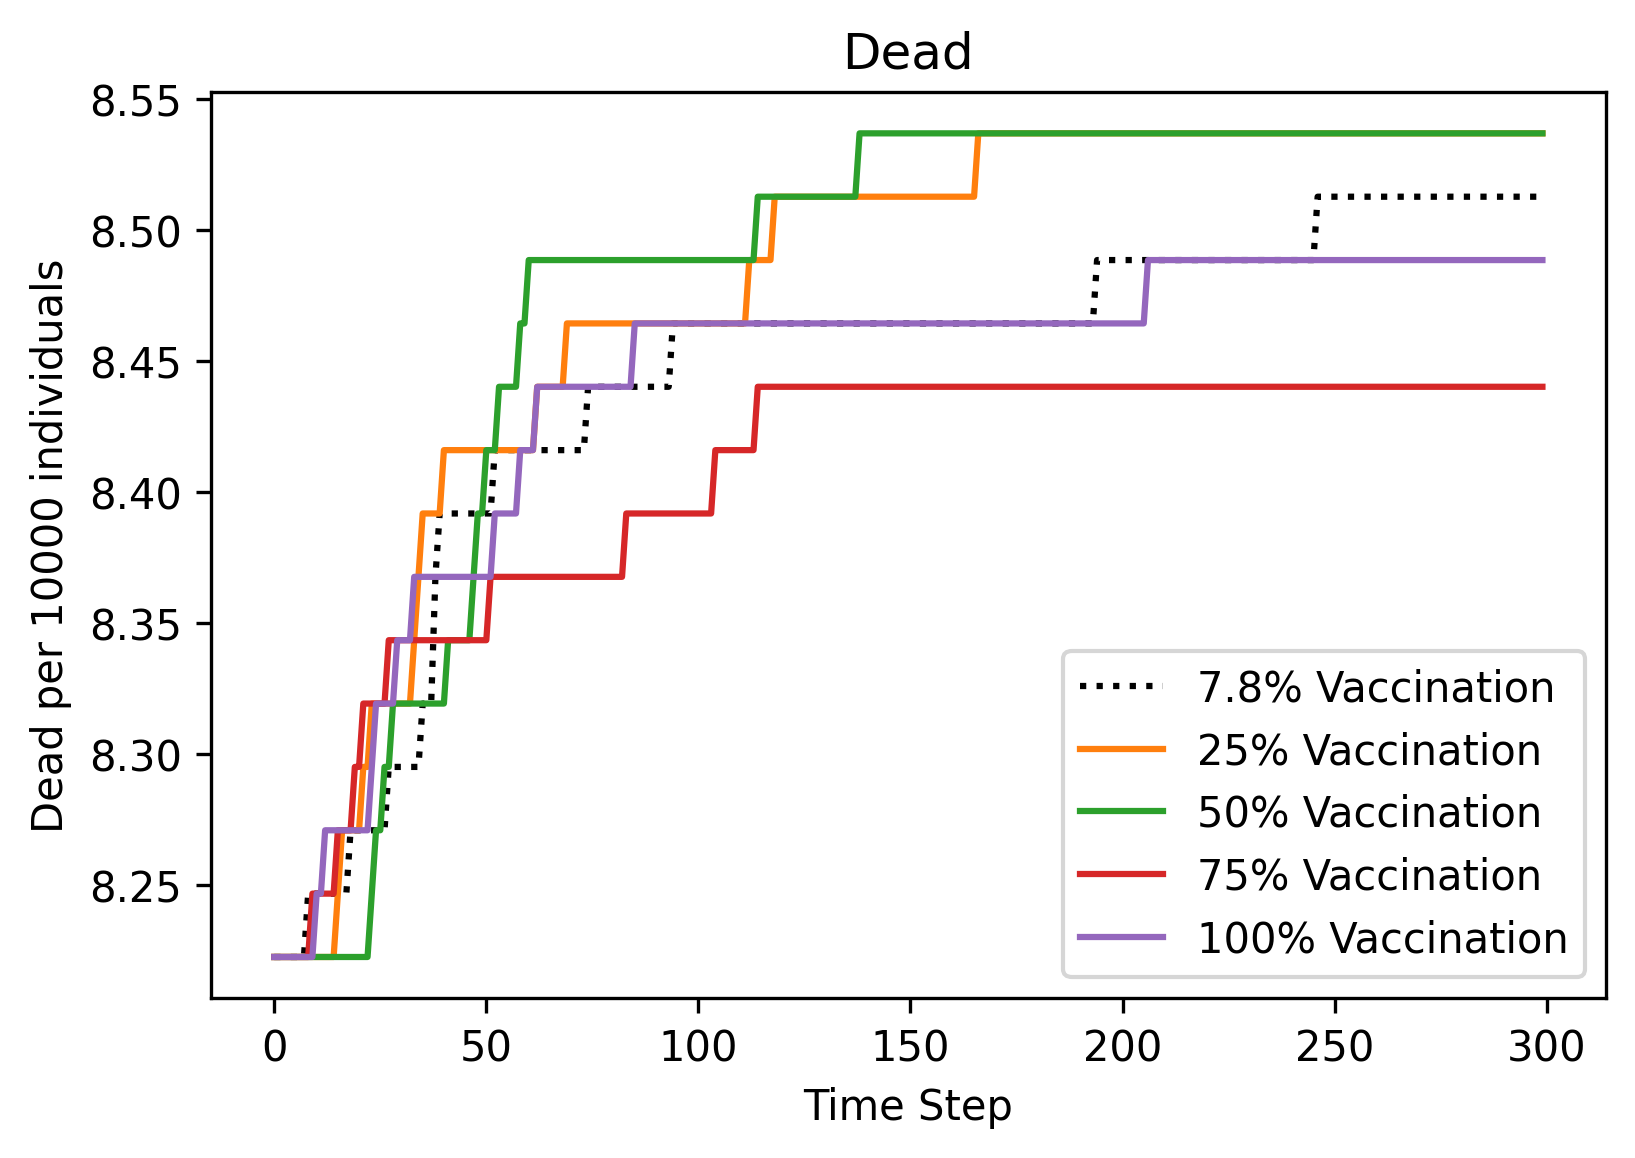 Dead
8.55
8.50
8.45
8.40
8.35
8.30
8.25
Dead per 10000 individuals
7.8% Vaccination
25% Vaccination
50% Vaccination
75% Vaccination
100% Vaccination
0 50 100 150 200 250 300
Time Step